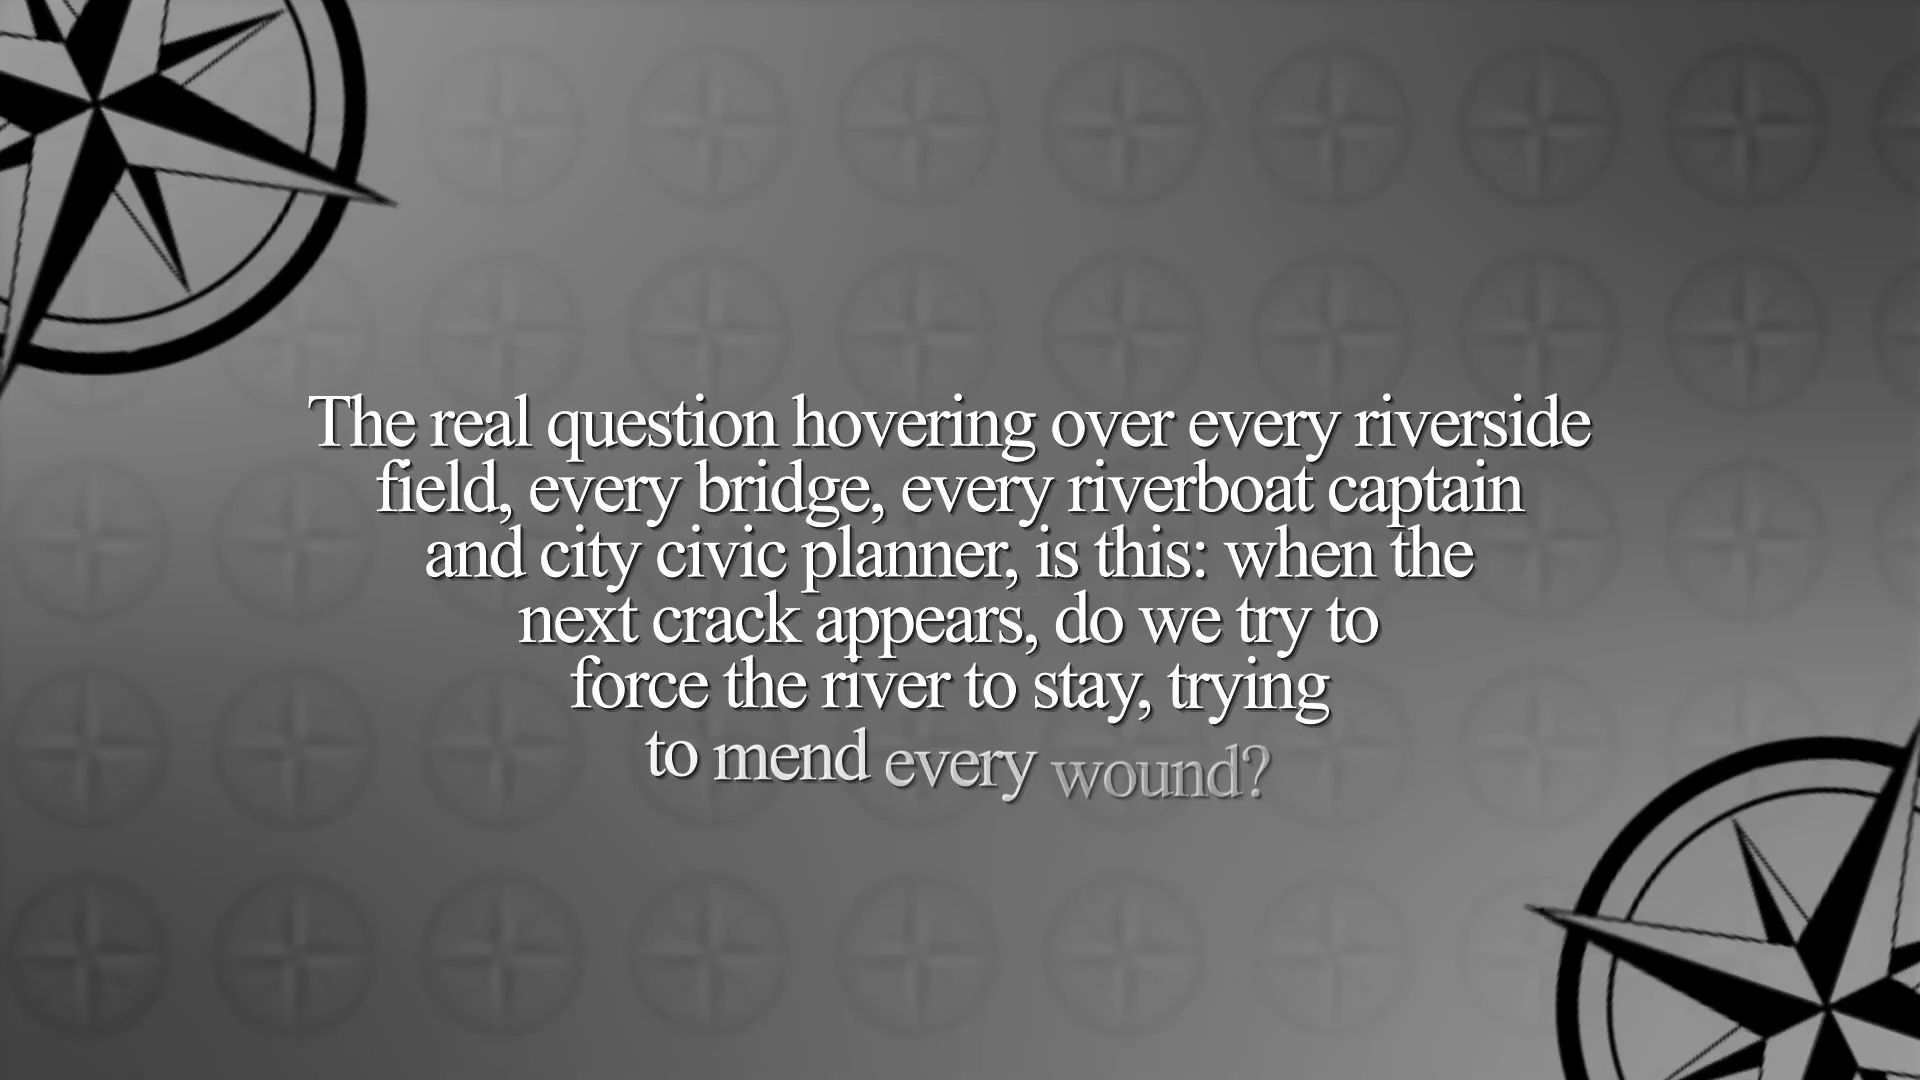 The real question hovering over every riverside
field, every bridge, every riverboat captain
and city civic planner, is this: when the
next crack appears, do we try to
force the river to stay, trying
to mend every wound?